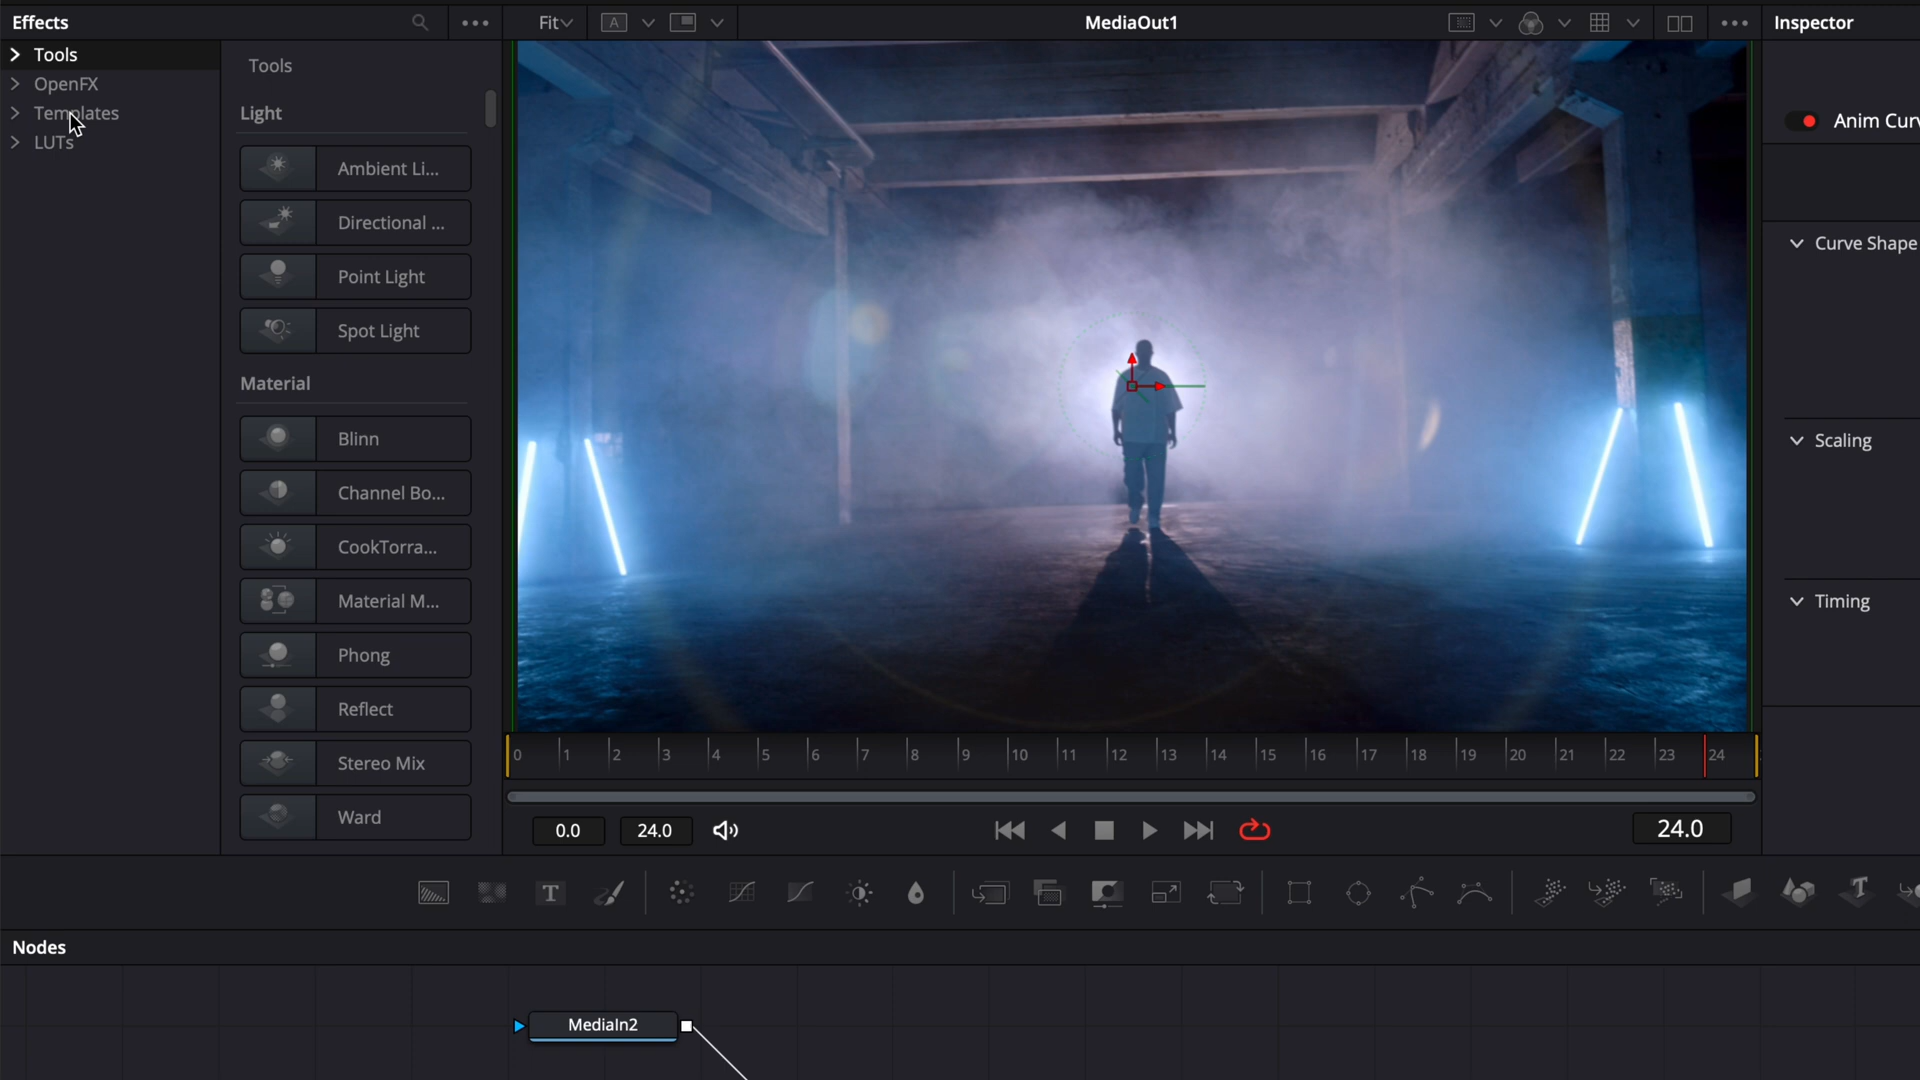 Effects
Fit
A
MediaOut1
Inspector
Tools
OpenFX
Templates
LUTs
Tools
Light
Ambient Li...
Directional ...
Point Light
Spot Light
Material
Blinn
Channel Bo...
CookTorra...
Material M...
Phong
Reflect
Stereo Mix
Ward
Anim Curv
Curve Shape
Scaling
Timing
0 1 2 3 4 5 6 7 8 9 10 11 12 13 14 15 16 17 18 19 20 21 22 23 24
0.0 24.0 24.0
T T
Nodes
MediaIn2